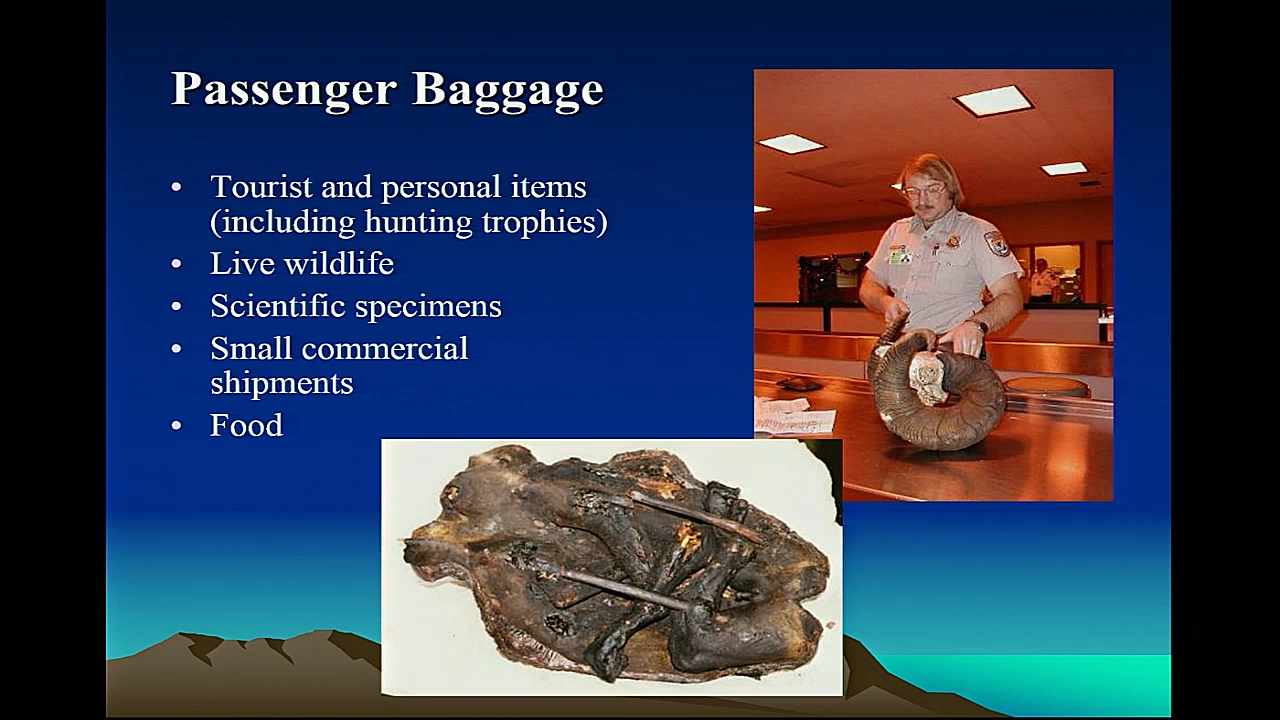 Passenger Baggage
• Tourist and personal items
(including hunting trophies)
• Live wildlife
• Scientific specimens
• Small commercial
shipments
• Food